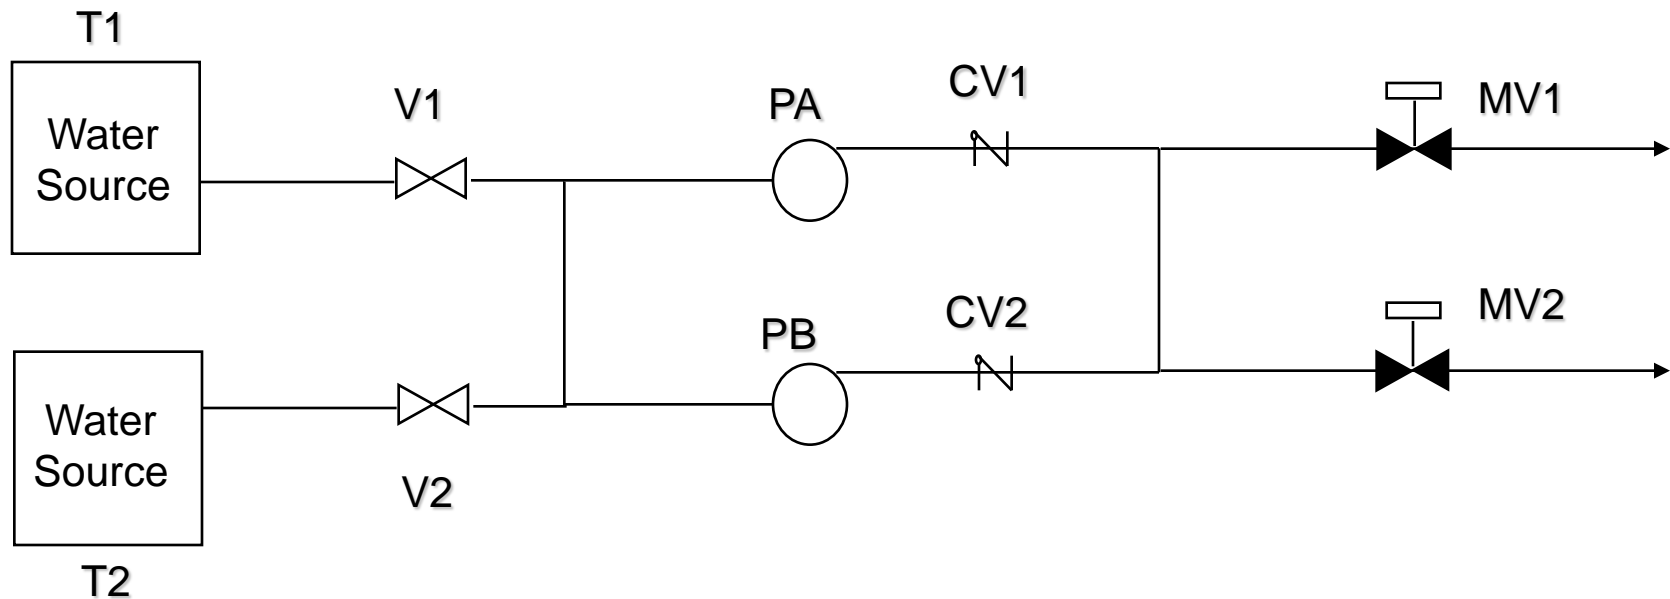 T1
Water
Source
V1
PA
CV1
MV1
Water
Source
T2
V2
PB
CV2
MV2